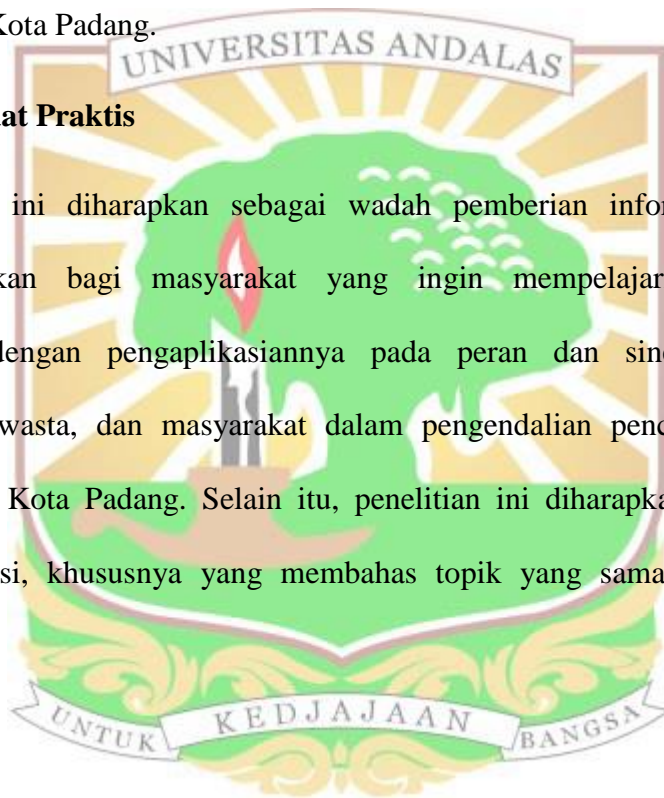 Kota Padang.
UNIVERSITAS ANDALAS
at Praktis
ini diharapkan sebagai wadah pemberian infor
kan bagi masyarakat yang ingin mempelajar
dengan pengaplikasiannya pada peran dan sin
wasta, dan masyarakat dalam pengendalian penc
Kota Padang. Selain itu, penelitian ini diharapka
si, khususnya yang membahas topik yang sama
UNTUK KEDJAJAAN BANGSA